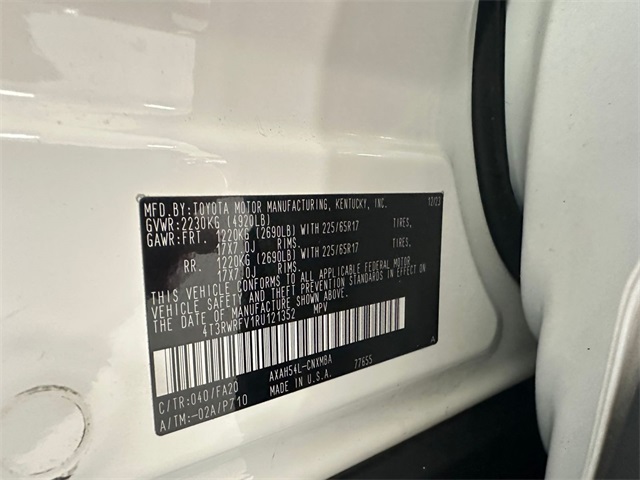 MFD.BY:TOYOTA MOTOR MANUFACTURING, KENTUCKY, INC. 12/23
GVWR:2230KG (4920LB)
GAWR:FRT. 1220KG (2690LB) WITH 225/65R17 TIRES,
17X7.0J RIMS.
RR. 1220KG (2690LB) WITH 225/65R17 TIRES,
17X7.0J RIMS.
THIS VEHICLE CONFORMS TO ALL APPLICABLE FEDERAL MOTOR
VEHICLE SAFETY AND THEFT PREVENTION STANDARDS IN EFFECT ON
THE DATE OF MANUFACTURE SHOWN ABOVE.
4T3RWRFV1RU121352 MPV
A
C/TR:040/FA20 AXAH54L-CNXMBA 77655
A/TM:-02A/P710 MADE IN U.S.A.